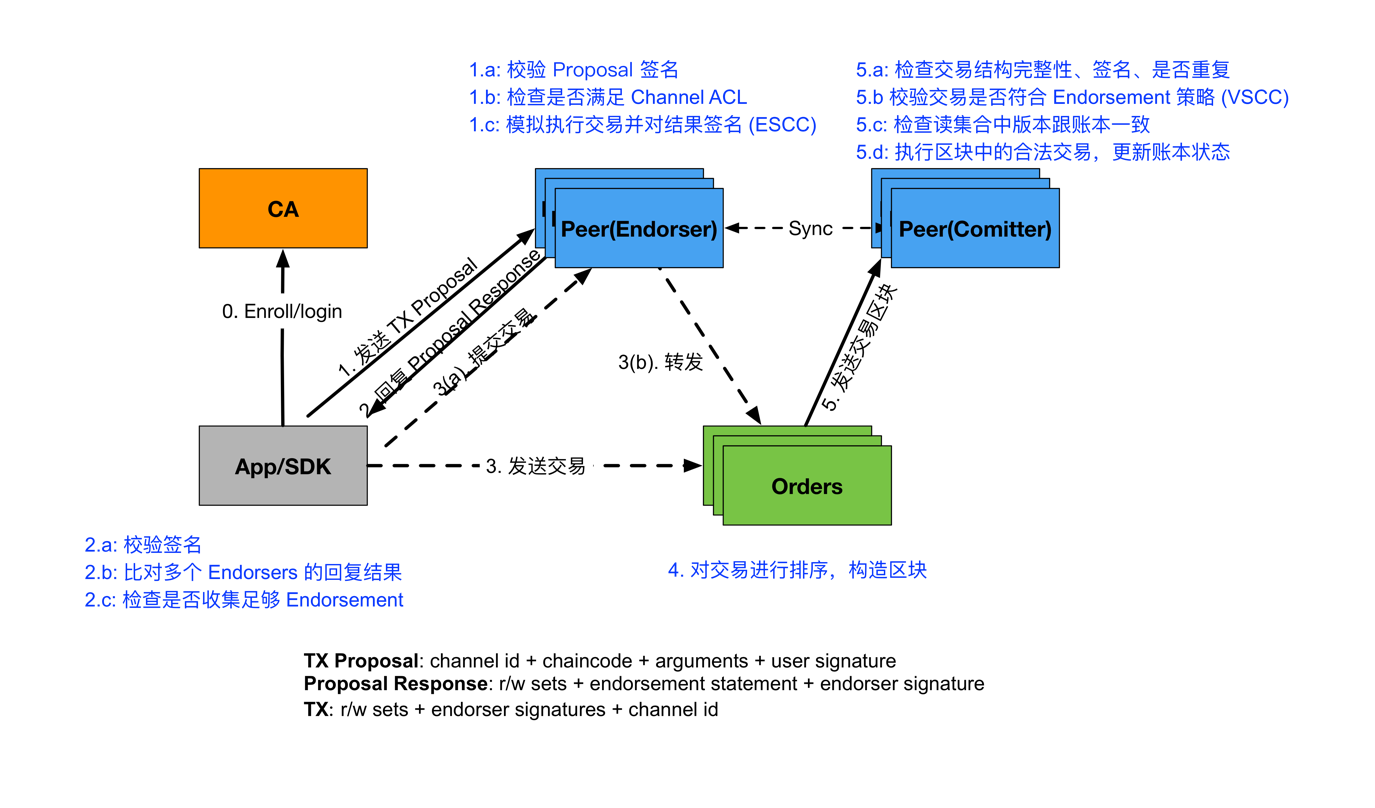 1.a: 校验 Proposal 签名
1.b: 检查是否满足 Channel ACL
1.c: 模拟执行交易并对结果签名 (ESCC)
5.a: 检查交易结构完整性、签名、是否重复
5.b 校验交易是否符合 Endorsement 策略 (VSCC)
5.c: 检查读集合中版本跟账本一致
5.d: 执行区块中的合法交易，更新账本状态
CA
Peer(Endorser)
Sync
Peer(Comitter)
0. Enroll/login
1. 发送 TX Proposal
2. 回复 Proposal Response
3(a). 提交交易
3(b). 转发
5. 发送交易区块
App/SDK
3. 发送交易
Orders
2.a: 校验签名
2.b: 比对多个 Endorsers 的回复结果
2.c: 检查是否收集足够 Endorsement
4. 对交易进行排序，构造区块
TX Proposal: channel id + chaincode + arguments + user signature
Proposal Response: r/w sets + endorsement statement + endorser signature
TX: r/w sets + endorser signatures + channel id